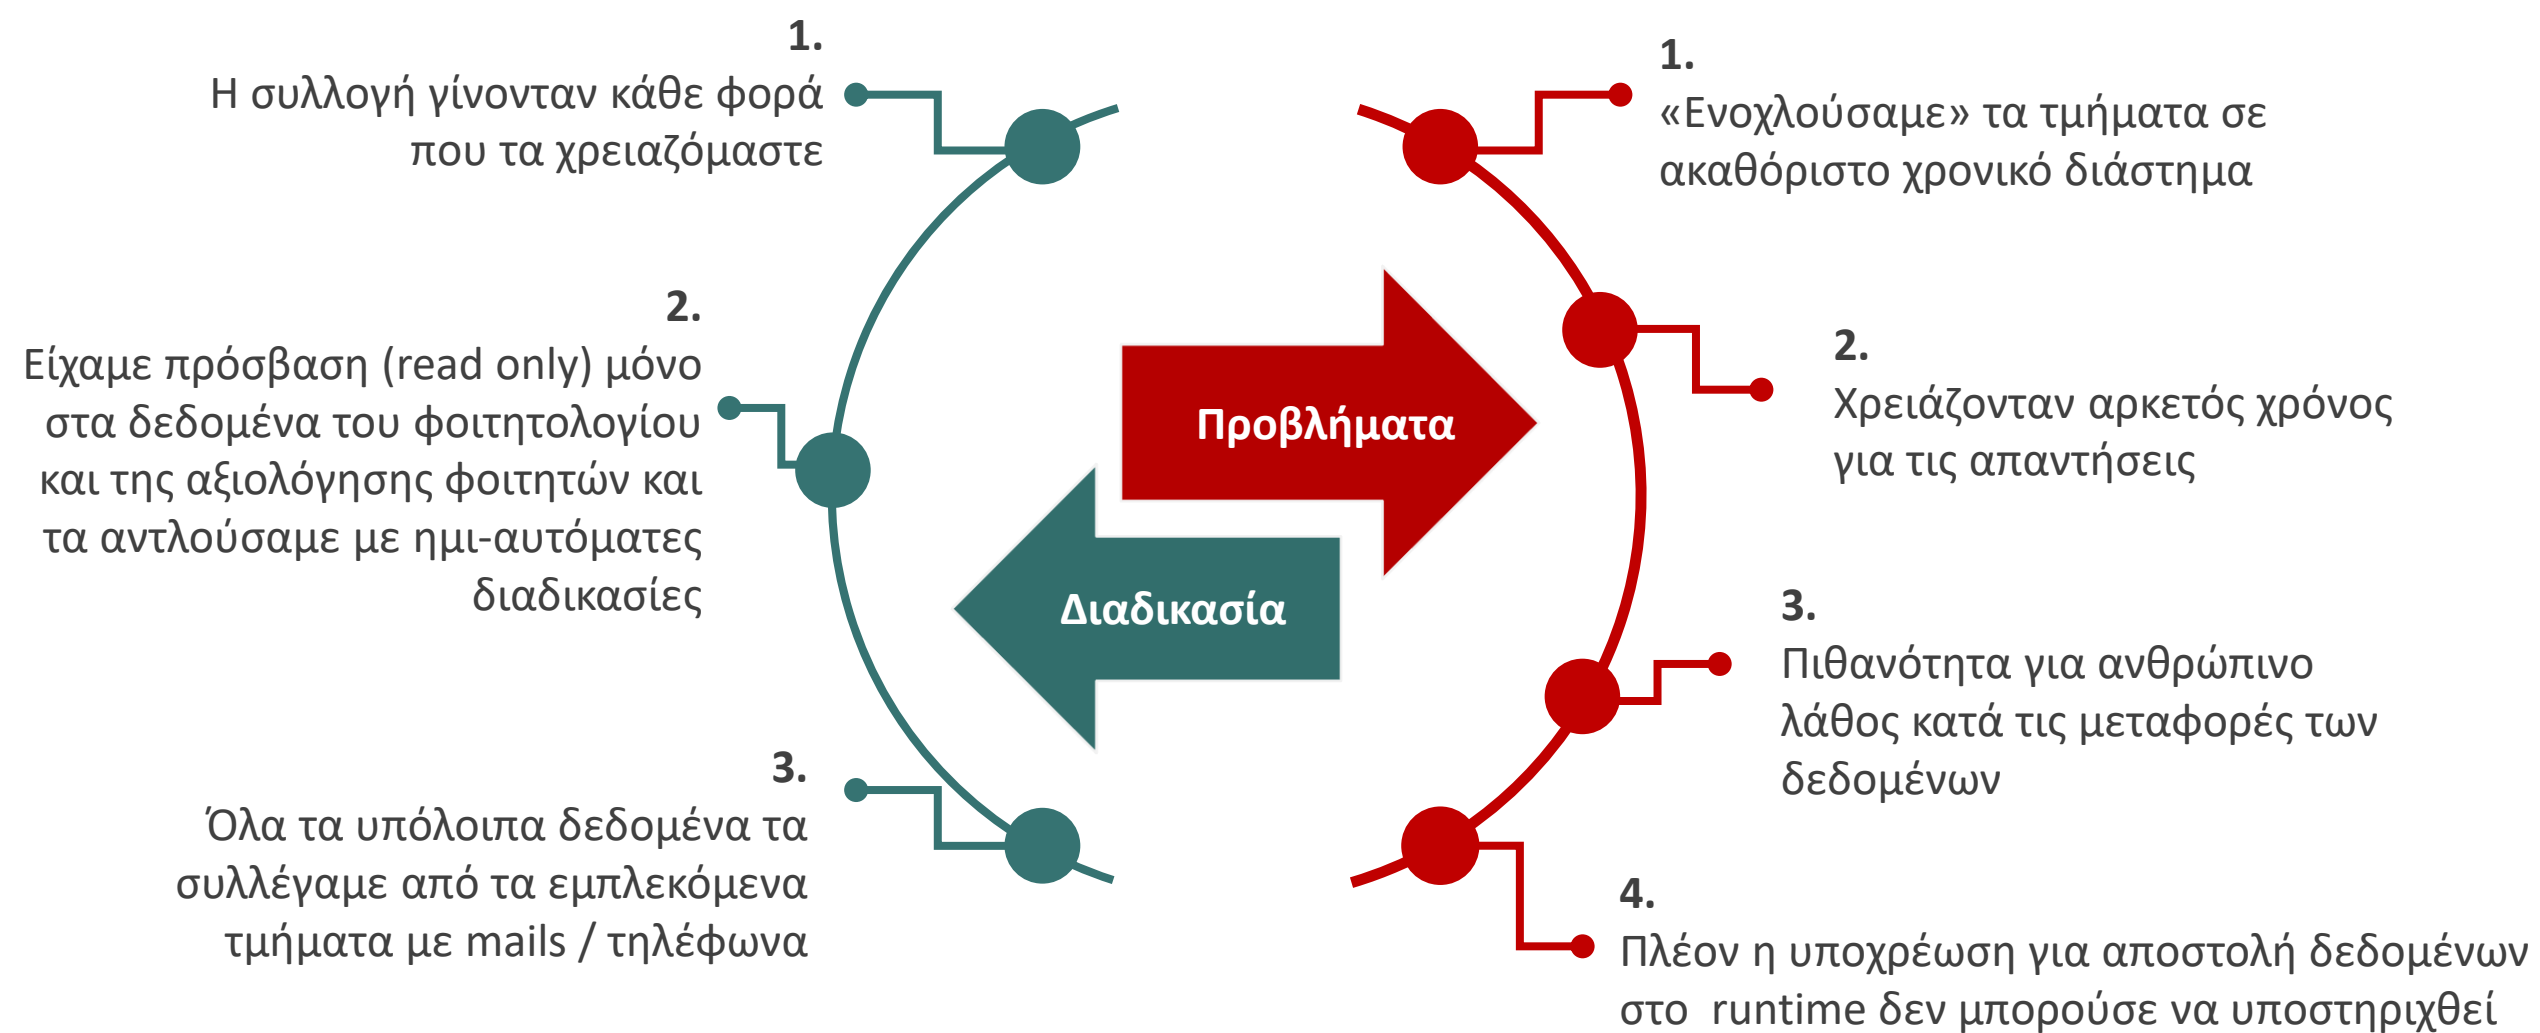 1.
Η συλλογή γίνονταν κάθε φορά
που τα χρειαζόμαστε
2.
Είχαμε πρόσβαση (read only) μόνο
στα δεδομένα του φοιτητολογίου
και της αξιολόγησης φοιτητών και
τα αντλούσαμε με ημι-αυτόματες
διαδικασίες
3.
Όλα τα υπόλοιπα δεδομένα τα
συλλέγαμε από τα εμπλεκόμενα
τμήματα με mails / τηλέφωνα
Προβλήματα
Διαδικασία
1.
«Ενοχλούσαμε» τα τμήματα σε
ακαθόριστο χρονικό διάστημα
2.
Χρειάζονταν αρκετός χρόνος
για τις απαντήσεις
3.
Πιθανότητα για ανθρώπινο
λάθος κατά τις μεταφορές των
δεδομένων
4.
Πλέον η υποχρέωση για αποστολή δεδομένων
στο runtime δεν μπορούσε να υποστηριχθεί